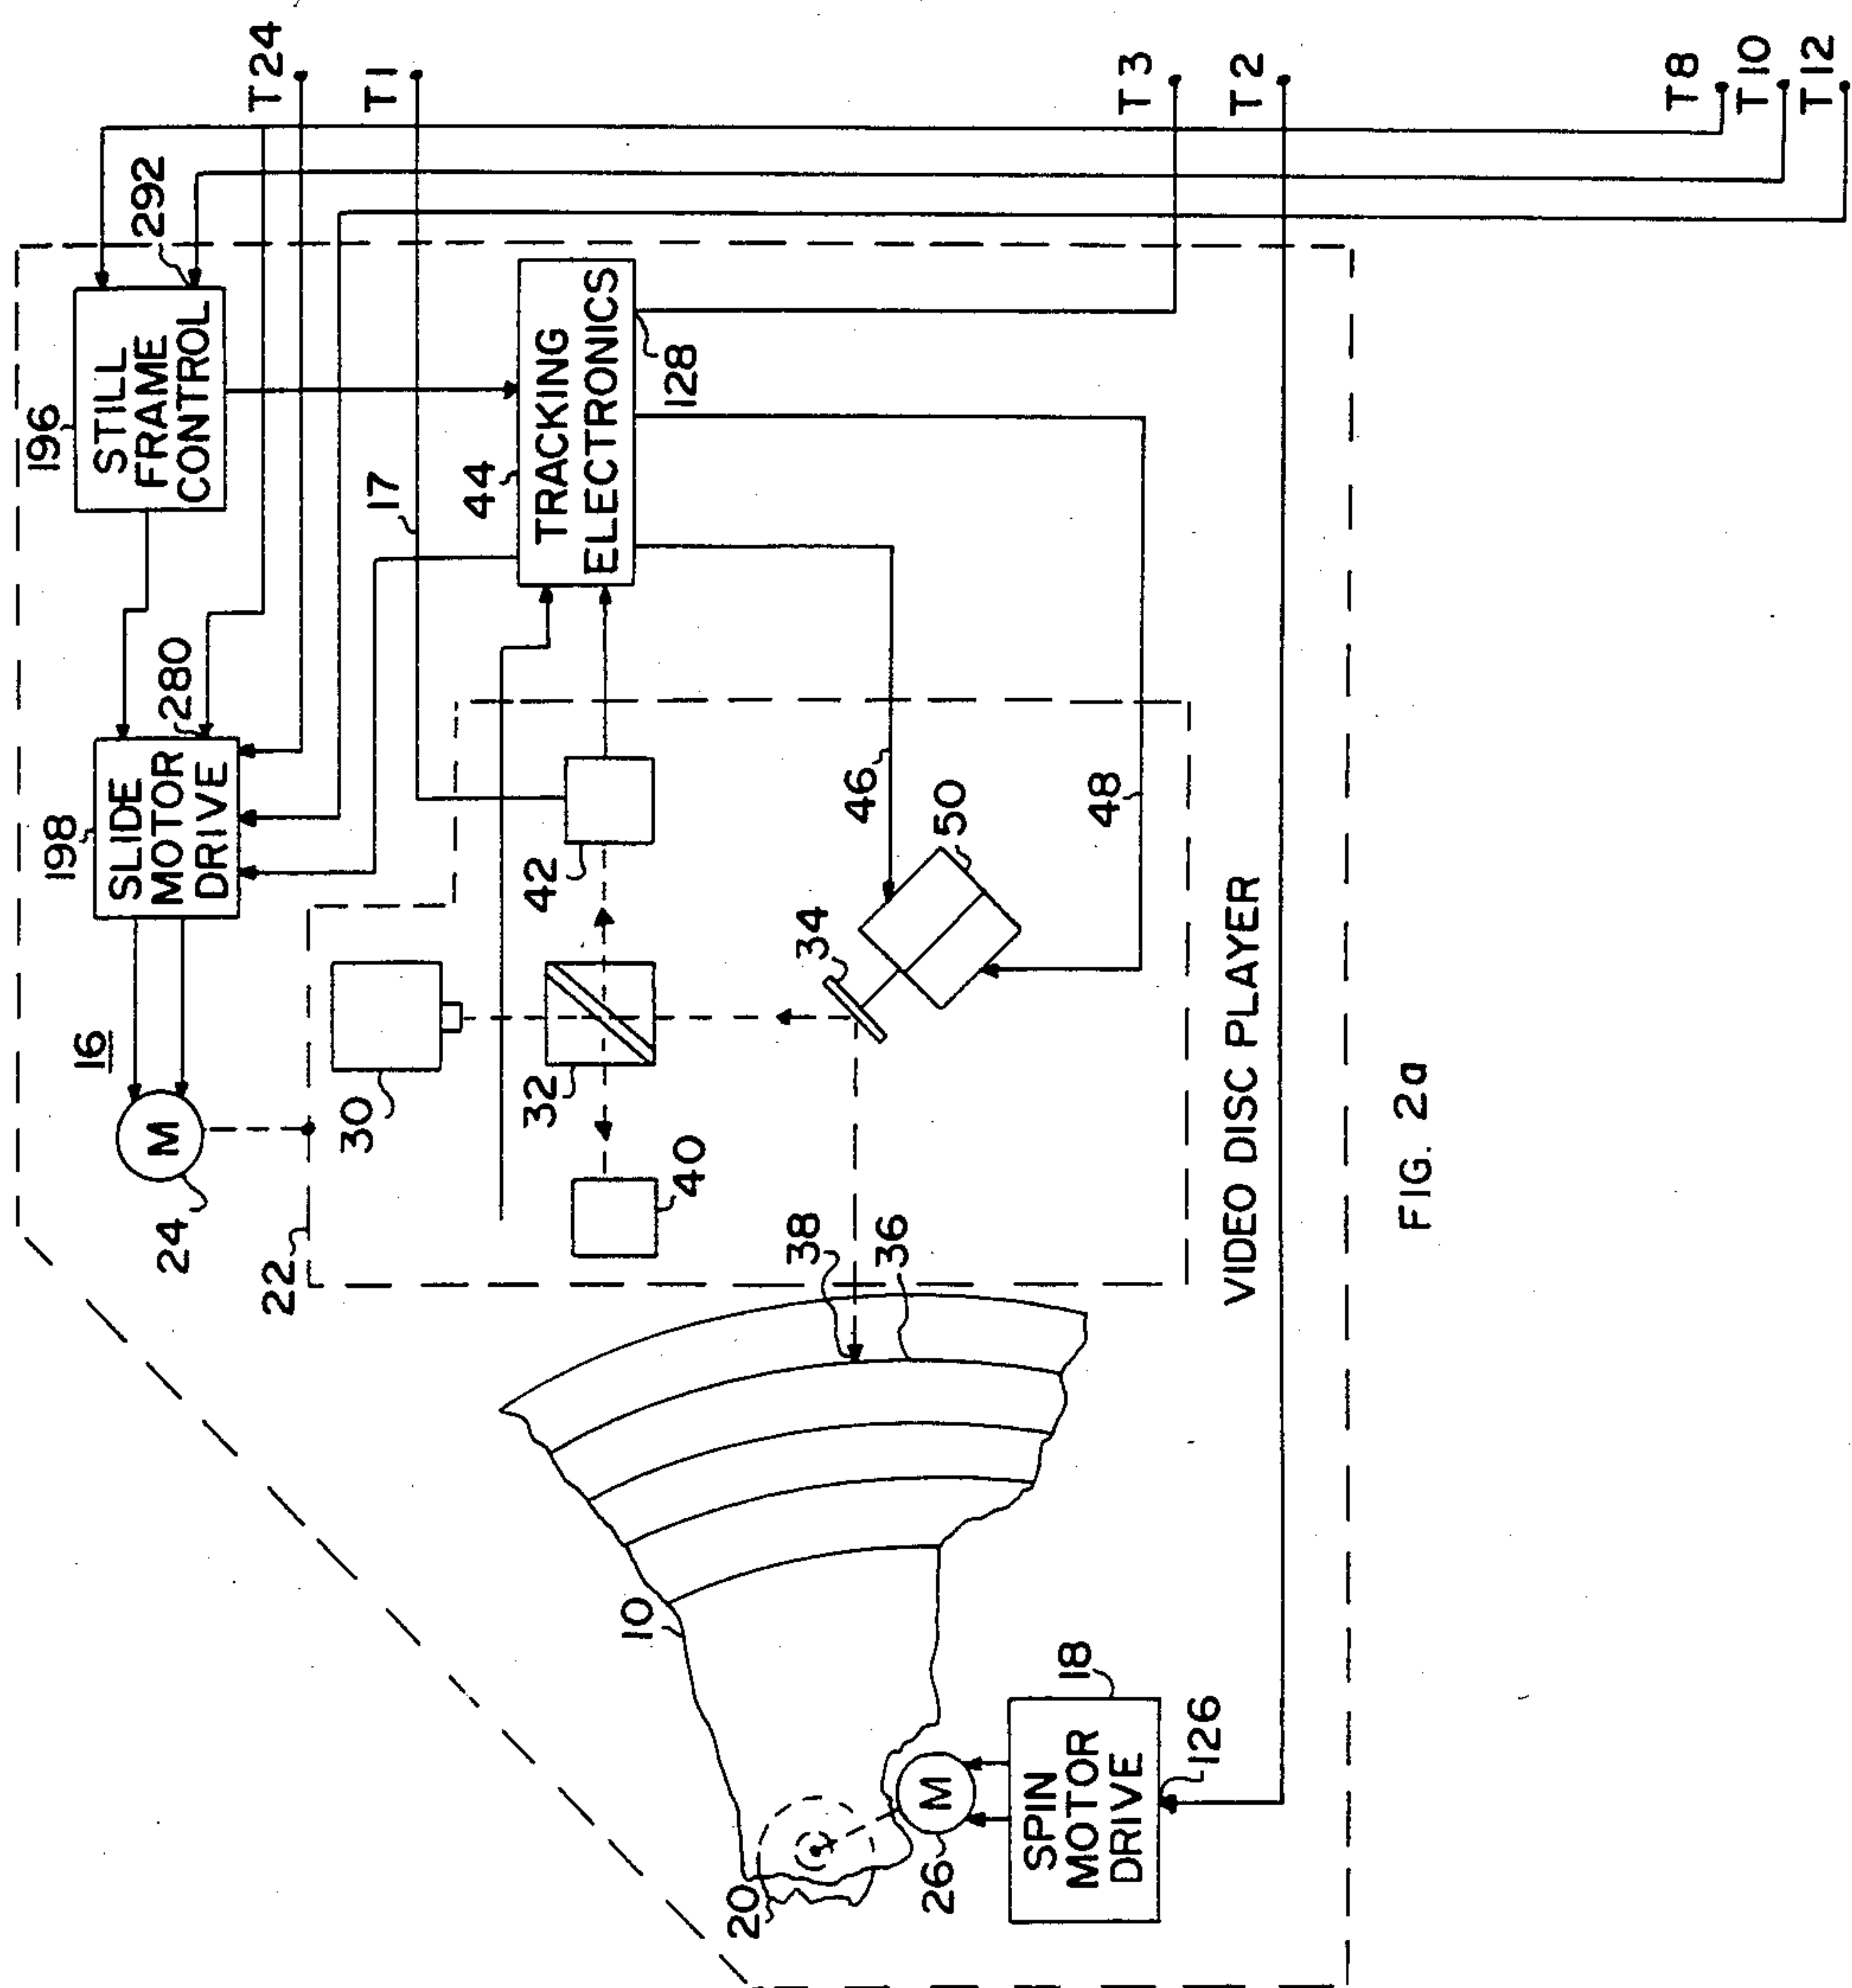 T24
T1
T3
T2
T8
T10
T12
292
196
STILL
FRAME
CONTROL
17
44
TRACKING
ELECTRONICS
128
280
198
SLIDE
MOTOR
DRIVE
16
M
24
22
30
32
42
40
34
46
50
48
38
36
10
20
M
26
18
SPIN
MOTOR
DRIVE
126
VIDEO DISC PLAYER
FIG. 2a